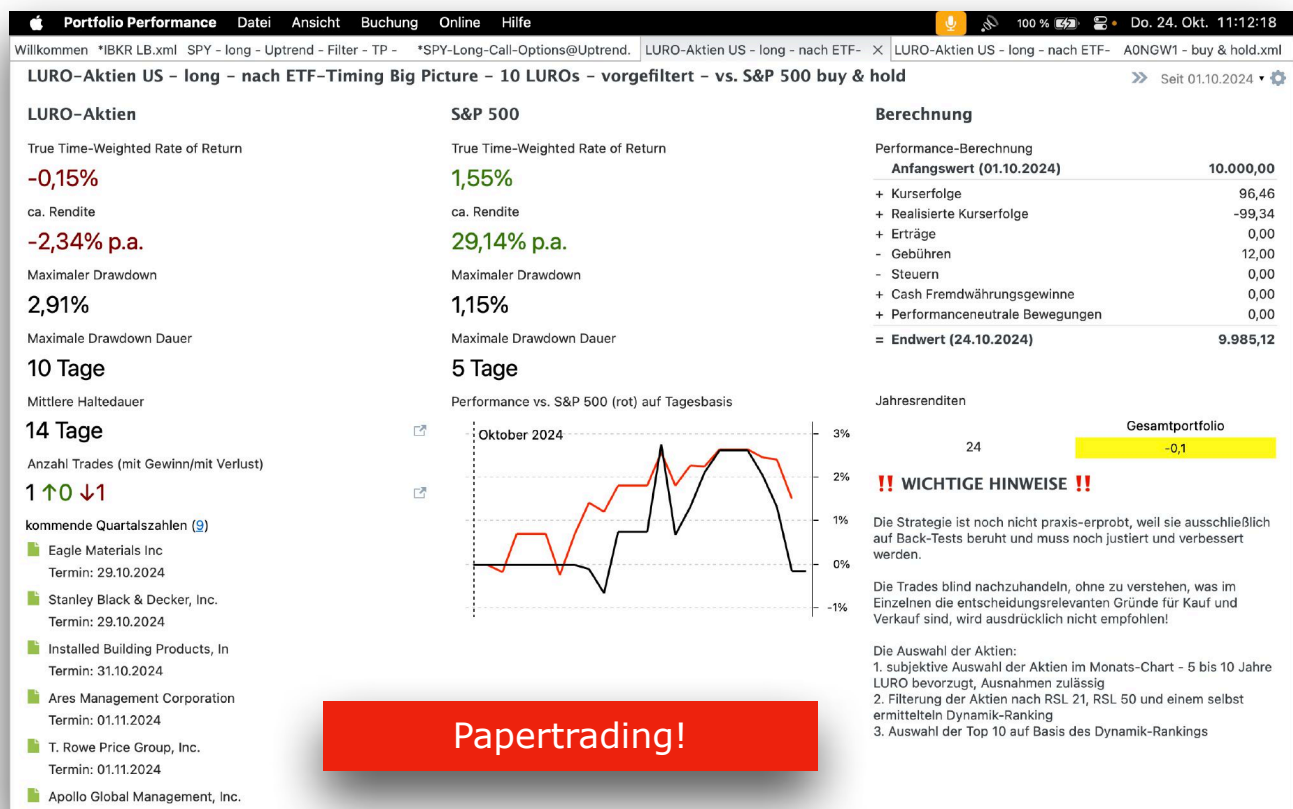 Portfolio Performance Datei Ansicht Buchung Online Hilfe 100 % Do. 24. Okt. 11:12:18
Willkommen *IBKR LB.xml SPY - long - Uptrend - Filter - TP - *SPY-Long-Call-Options@Uptrend. LURO-Aktien US - long - nach ETF- LURO-Aktien US - long - nach ETF- A0NGW1 - buy & hold.xml
LURO-Aktien US - long - nach ETF-Timing Big Picture - 10 LUROs - vorgefiltert - vs. S&P 500 buy & hold
Seit 01.10.2024
LURO-Aktien
True Time-Weighted Rate of Return
-0,15%
ca. Rendite
-2,34% p.a.
Maximaler Drawdown
2,91%
Maximale Drawdown Dauer
10 Tage
Mittlere Haltedauer
14 Tage
Anzahl Trades (mit Gewinn/mit Verlust)
1 ↑0 ↓1
kommende Quartalszahlen (9)
Eagle Materials Inc
Termin: 29.10.2024
Stanley Black & Decker, Inc.
Termin: 29.10.2024
Installed Building Products, In
Termin: 31.10.2024
Ares Management Corporation
Termin: 01.11.2024
T. Rowe Price Group, Inc.
Termin: 01.11.2024
Apollo Global Management, Inc.
S&P 500
True Time-Weighted Rate of Return
1,55%
ca. Rendite
29,14% p.a.
Maximaler Drawdown
1,15%
Maximale Drawdown Dauer
5 Tage
Performance vs. S&P 500 (rot) auf Tagesbasis
Oktober 2024
3%
2%
1%
0%
-1%
Papertrading!
Berechnung
Performance-Berechnung
Anfangswert (01.10.2024) 10.000,00
+ Kurserfolge 96,46
+ Realisierte Kurserfolge -99,34
+ Erträge 0,00
- Gebühren 12,00
- Steuern 0,00
+ Cash Fremdwährungsgewinne 0,00
+ Performanceneutrale Bewegungen 0,00
= Endwert (24.10.2024) 9.985,12
Jahresrenditen
Gesamtportfolio
24 -0,1
‼ WICHTIGE HINWEISE ‼
Die Strategie ist noch nicht praxis-erprobt, weil sie ausschließlich
auf Back-Tests beruht und muss noch justiert und verbessert
werden.
Die Trades blind nachzuhandeln, ohne zu verstehen, was im
Einzelnen die entscheidungsrelevanten Gründe für Kauf und
Verkauf sind, wird ausdrücklich nicht empfohlen!
Die Auswahl der Aktien:
1. subjektive Auswahl der Aktien im Monats-Chart - 5 bis 10 Jahre
LURO bevorzugt, Ausnahmen zulässig
2. Filterung der Aktien nach RSL 21, RSL 50 und einem selbst
ermittelteln Dynamik-Ranking
3. Auswahl der Top 10 auf Basis des Dynamik-Rankings